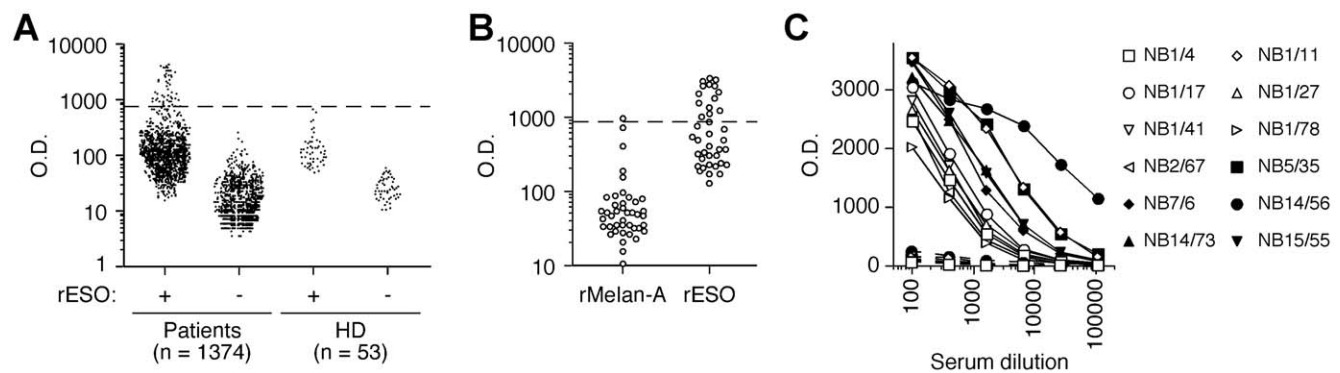 A
O.D.
10000
1000
100
10
1
rESO: + - + -
Patients HD
(n = 1374) (n = 53)
B
O.D.
10000
1000
100
10
rMelan-A rESO
C
O.D.
3000
2000
1000
0
100 1000 10000 100000
Serum dilution
NB1/4 NB1/11
NB1/17 NB1/27
NB1/41 NB1/78
NB2/67 NB5/35
NB7/6 NB14/56
NB14/73 NB15/55